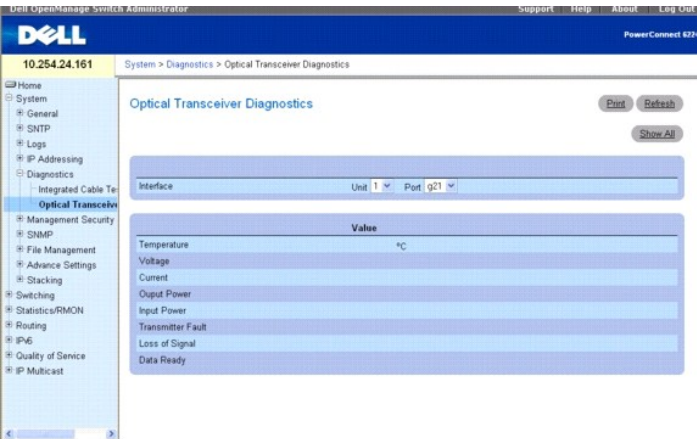 Dell OpenManage Switch Administrator
Support Help About Log Out
DELL
PowerConnect 622
10.254.24.161
System > Diagnostics > Optical Transceiver Diagnostics
Home
System
General
SNTP
Logs
IP Addressing
Diagnostics
Integrated Cable Te
Optical Transceive
Management Security
SNMP
File Management
Advance Settings
Stacking
Switching
Statistics/RMON
Routing
IPv6
Quality of Service
IP Multicast
Optical Transceiver Diagnostics
Print Refresh
Show All
Interface Unit 1 Port g21
Value
Temperature °C
Voltage
Current
Ouput Power
Input Power
Transmitter Fault
Loss of Signal
Data Ready